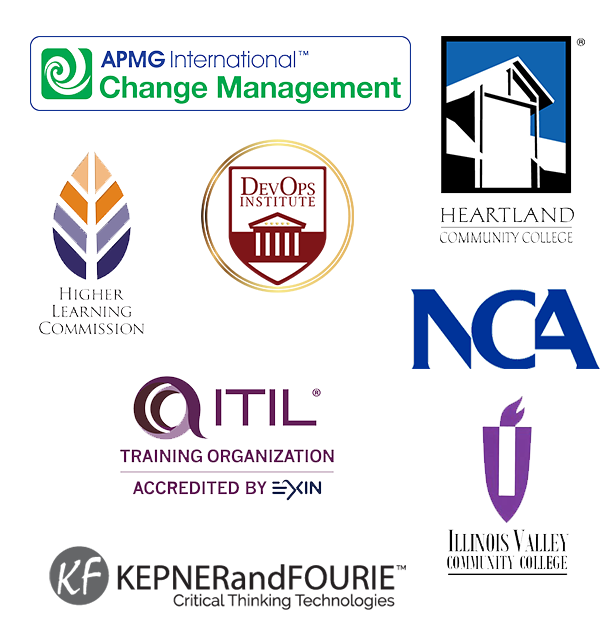 APMG International™
Change Management
®
HEARTLAND
COMMUNITY COLLEGE
DEVOPS
INSTITUTE
HIGHER
LEARNING
COMMISSION
NCA
ITIL®
TRAINING ORGANIZATION
ACCREDITED BY EXIN
ILLINOIS VALLEY
COMMUNITY COLLEGE
KF KEPNERandFOURIE™
Critical Thinking Technologies